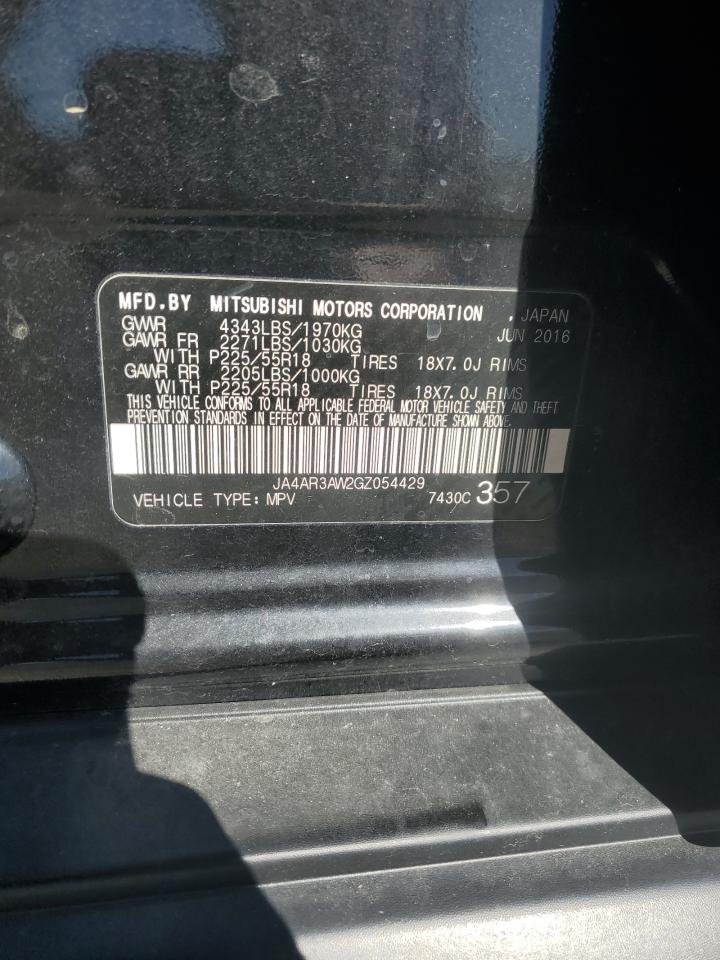 MFD.BY MITSUBISHI MOTORS CORPORATION , JAPAN
GVWR 4343LBS/1970KG JUN 2016
GAWR FR 2271LBS/1030KG
WITH P225/55R18 TIRES 18X7.0J RIMS
GAWR RR 2205LBS/1000KG
WITH P225/55R18 TIRES 18X7.0J RIMS
THIS VEHICLE CONFORMS TO ALL APPLICABLE FEDERAL MOTOR VEHICLE SAFETY AND THEFT
PREVENTION STANDARDS IN EFFECT ON THE DATE OF MANUFACTURE SHOWN ABOVE.
JA4AR3AW2GZ054429
VEHICLE TYPE: MPV 7430C 357